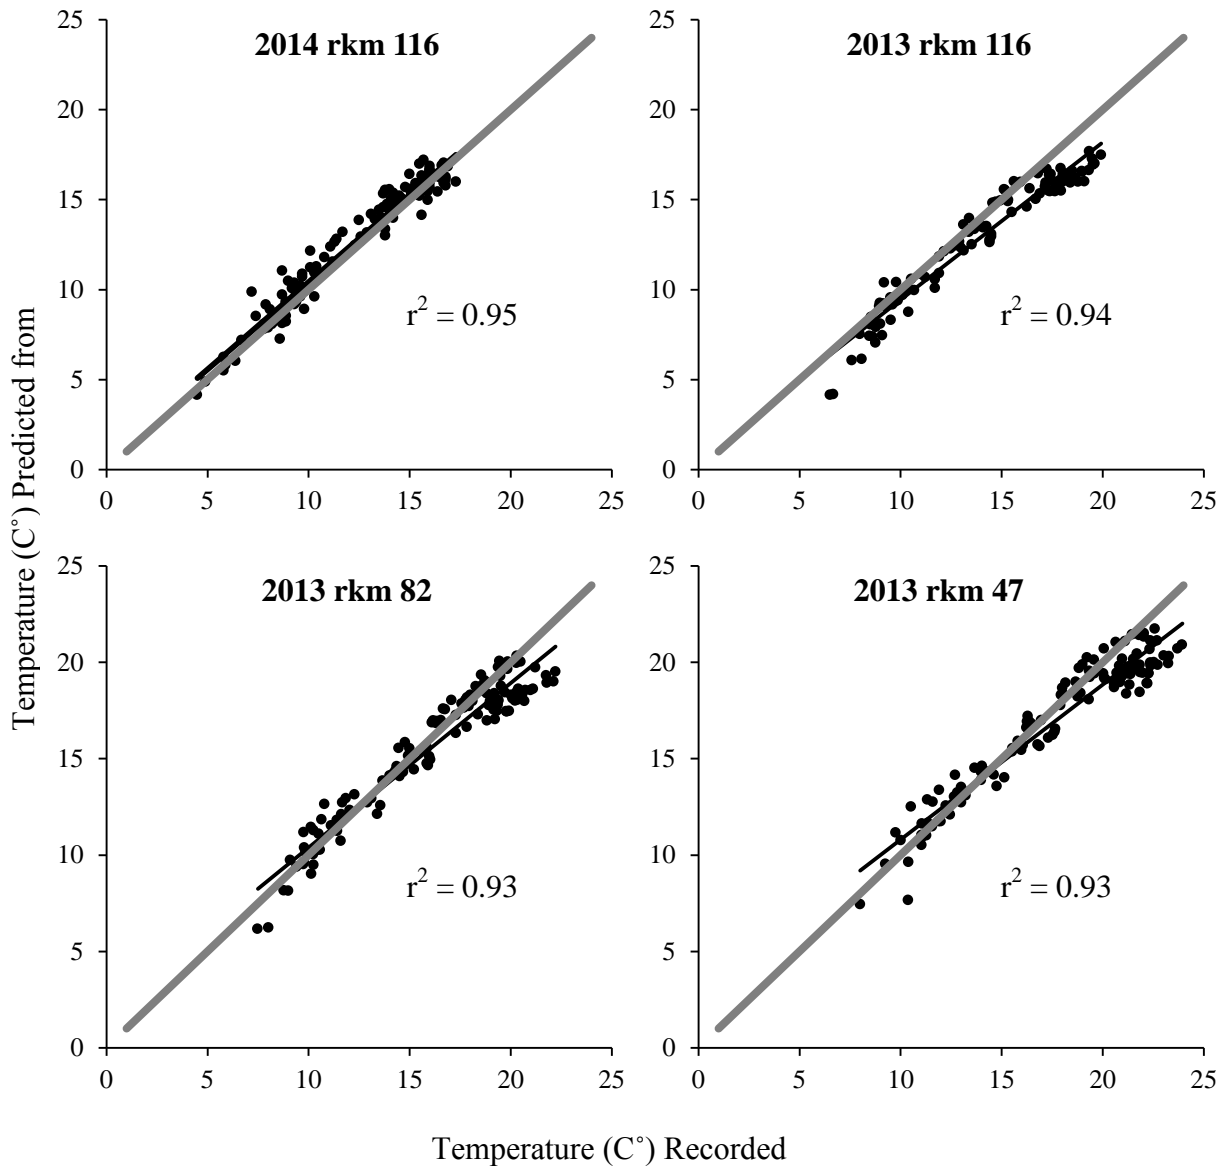 Temperature (C˚) Predicted from
2014 rkm 116
25
20
15
10
5
0
r² = 0.95
0 5 10 15 20 25
2013 rkm 116
25
20
15
10
5
0
r² = 0.94
0 5 10 15 20 25
2013 rkm 82
25
20
15
10
5
0
r² = 0.93
0 5 10 15 20 25
2013 rkm 47
25
20
15
10
5
0
r² = 0.93
0 5 10 15 20 25
Temperature (C˚) Recorded